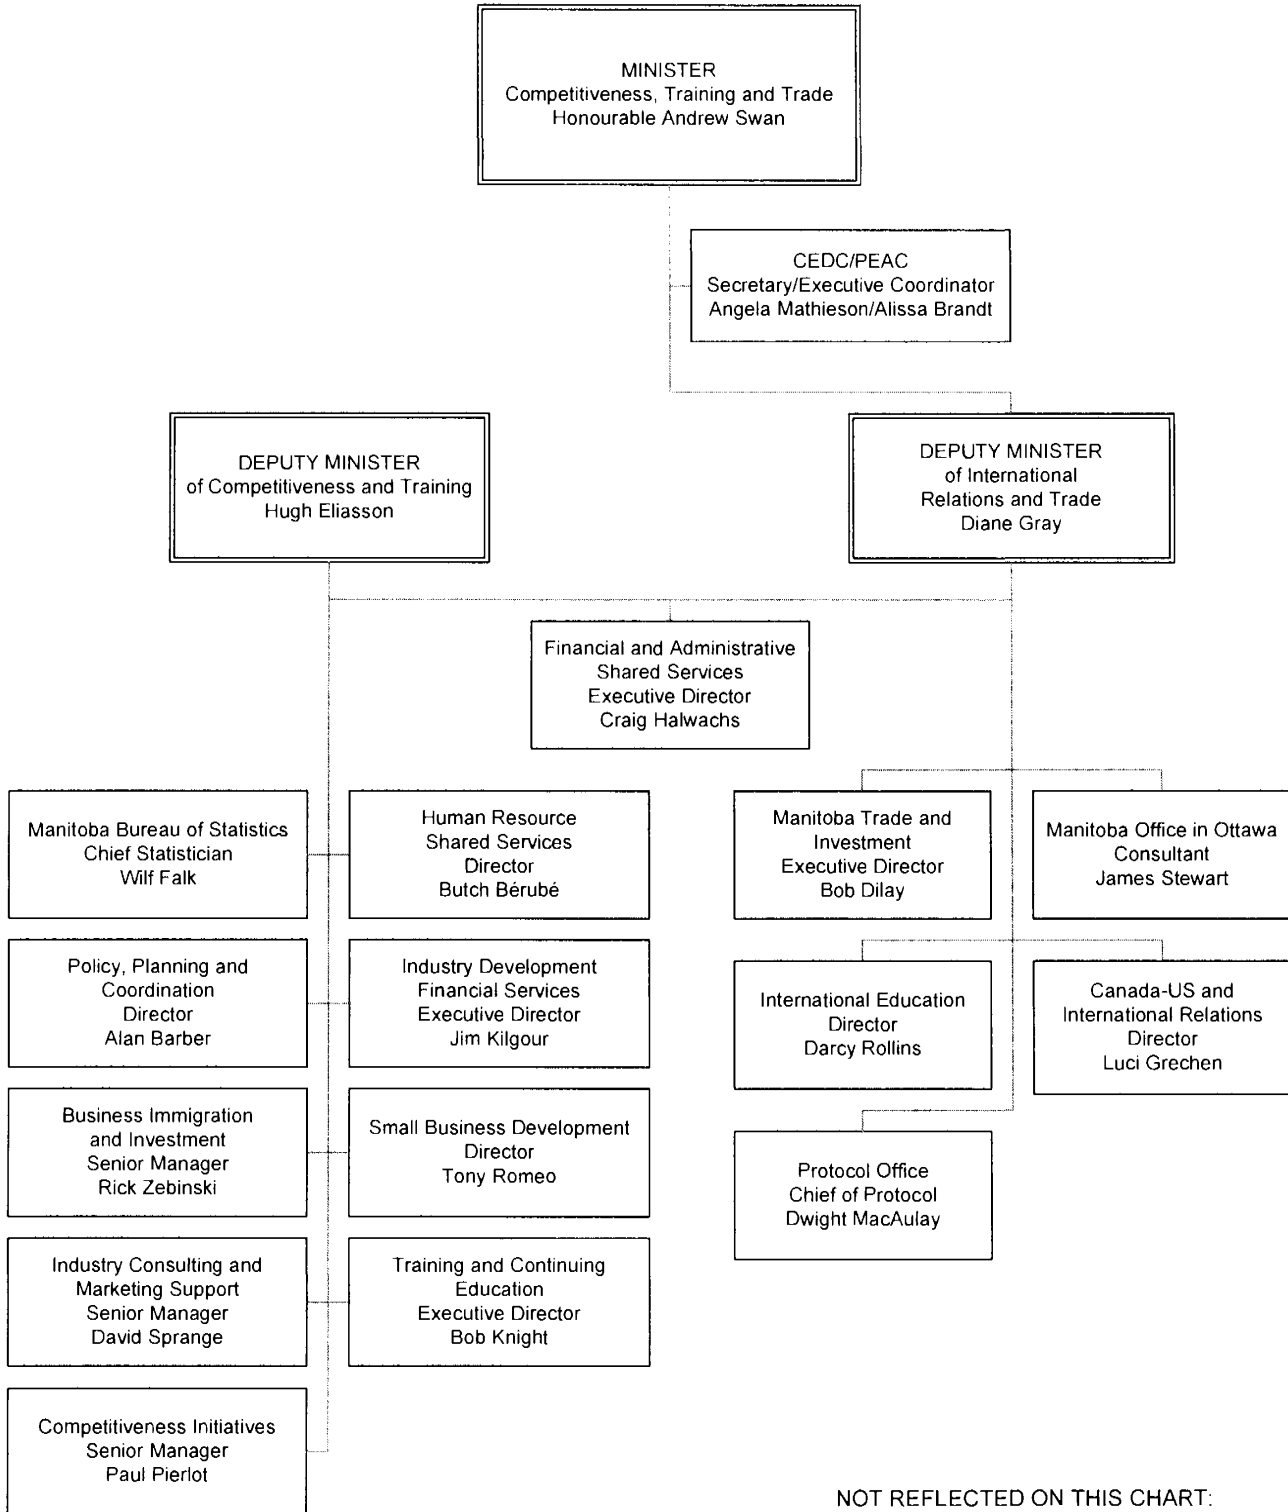 MINISTER
Competitiveness, Training and Trade
Honourable Andrew Swan
CEDC/PEAC
Secretary/Executive Coordinator
Angela Mathieson/Alissa Brandt
DEPUTY MINISTER
of Competitiveness and Training
Hugh Eliasson
DEPUTY MINISTER
of International
Relations and Trade
Diane Gray
Financial and Administrative
Shared Services
Executive Director
Craig Halwachs
Manitoba Bureau of Statistics
Chief Statistician
Wilf Falk
Human Resource
Shared Services
Director
Butch Bérubé
Manitoba Trade and
Investment
Executive Director
Bob Dilay
Manitoba Office in Ottawa
Consultant
James Stewart
Policy, Planning and
Coordination
Director
Alan Barber
Industry Development
Financial Services
Executive Director
Jim Kilgour
International Education
Director
Darcy Rollins
Canada-US and
International Relations
Director
Luci Grechen
Business Immigration
and Investment
Senior Manager
Rick Zebinski
Small Business Development
Director
Tony Romeo
Protocol Office
Chief of Protocol
Dwight MacAulay
Industry Consulting and
Marketing Support
Senior Manager
David Sprange
Training and Continuing
Education
Executive Director
Bob Knight
Competitiveness Initiatives
Senior Manager
Paul Pierlot
NOT REFLECTED ON THIS CHART: